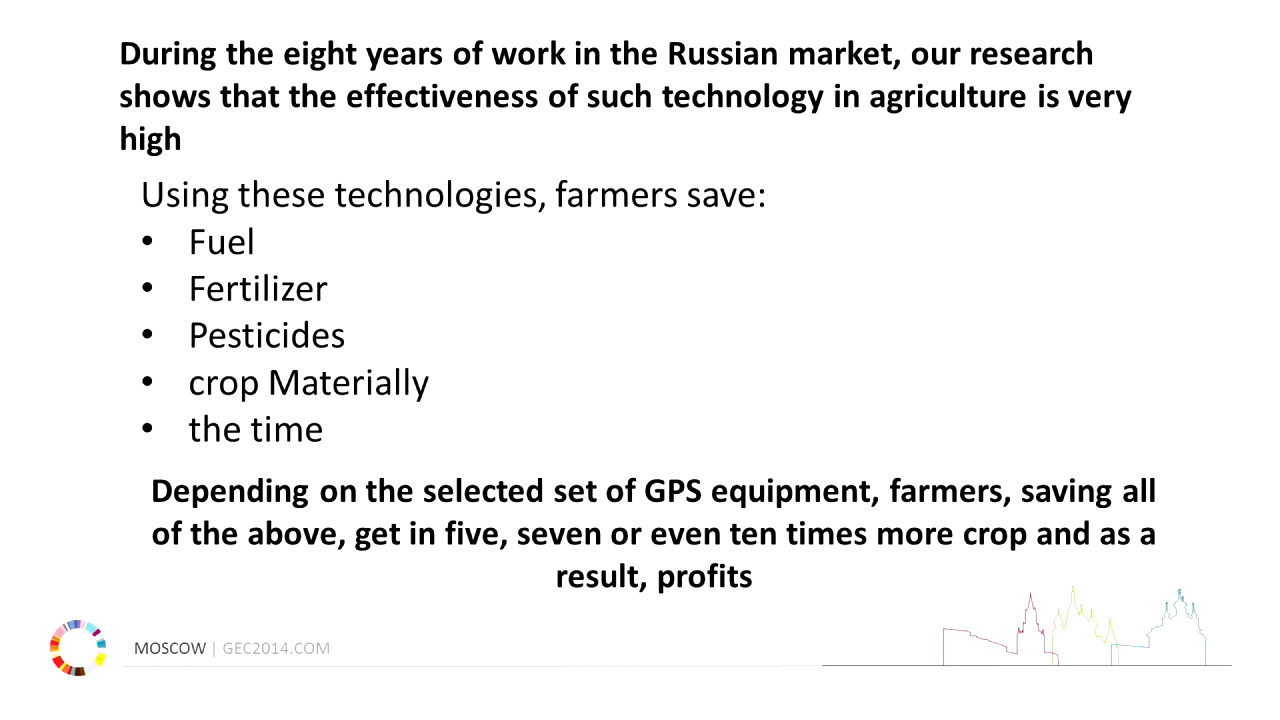 During the eight years of work in the Russian market, our research
shows that the effectiveness of such technology in agriculture is very
high
Using these technologies, farmers save:
• Fuel
• Fertilizer
• Pesticides
• crop Materially
• the time
Depending on the selected set of GPS equipment, farmers, saving all
of the above, get in five, seven or even ten times more crop and as a
result, profits
MOSCOW | GEC2014.COM